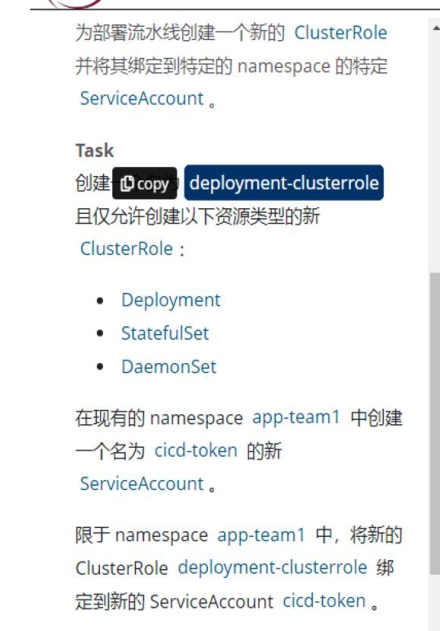 为部署流水线创建一个新的 ClusterRole
并将其绑定到特定的 namespace 的特定
ServiceAccount 。
Task
创建 copy deployment-clusterrole
且仅允许创建以下资源类型的新
ClusterRole :
• Deployment
• StatefulSet
• DaemonSet
在现有的 namespace app-team1 中创建
一个名为 cicd-token 的新
ServiceAccount 。
限于 namespace app-team1 中，将新的
ClusterRole deployment-clusterrole 绑
定到新的 ServiceAccount cicd-token 。